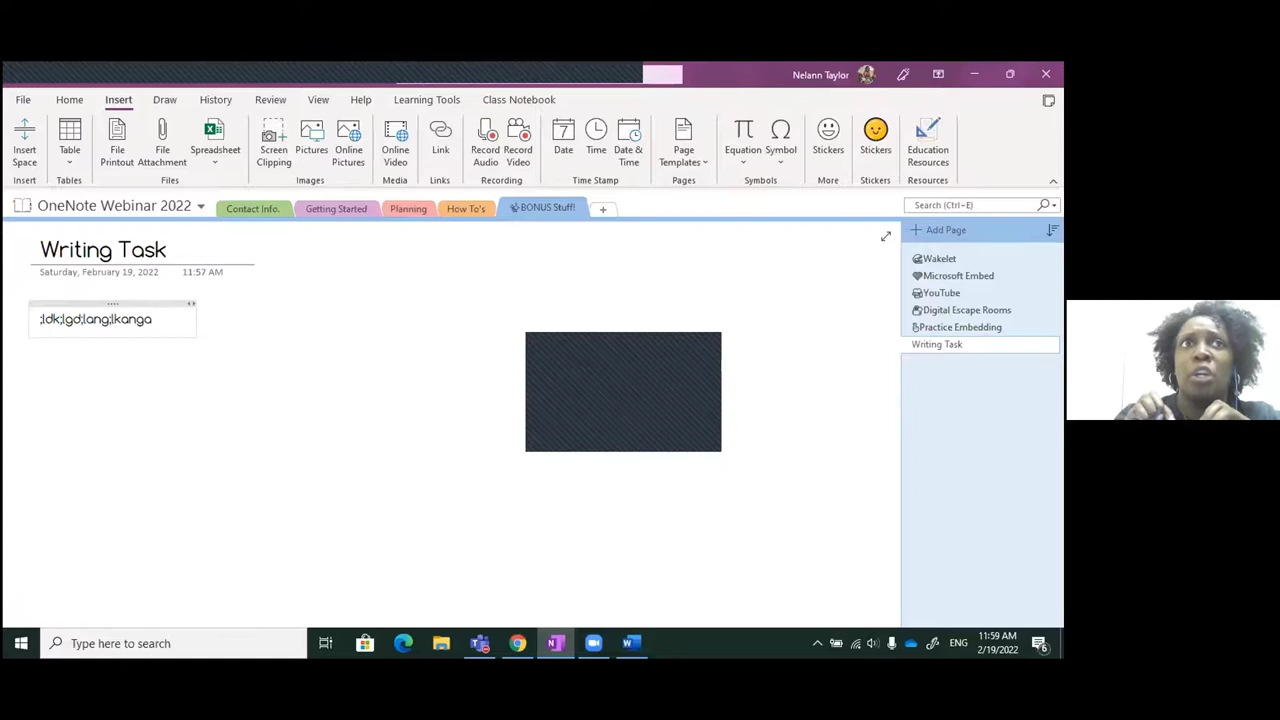 Nelann Taylor
File Home Insert Draw History Review View Help Learning Tools Class Notebook
Insert Space
Table
File Printout
File Attachment
Spreadsheet
Screen Clipping
Pictures
Online Pictures
Online Video
Link
Record Audio
Record Video
Date
Time
Date & Time
Page Templates
Equation
Symbol
Stickers
Stickers
Education Resources
Insert Tables Files Images Media Links Recording Time Stamp Pages Symbols More Stickers Resources
OneNote Webinar 2022 Contact Info. Getting Started Planning How To's BONUS Stuff! + Search (Ctrl+E)
Writing Task
Saturday, February 19, 2022 11:57 AM
;ldk;lgd;lang;lkanga
Add Page
Wakelet
Microsoft Embed
YouTube
Digital Escape Rooms
Practice Embedding
Writing Task
Type here to search
ENG
11:59 AM
2/19/2022
6